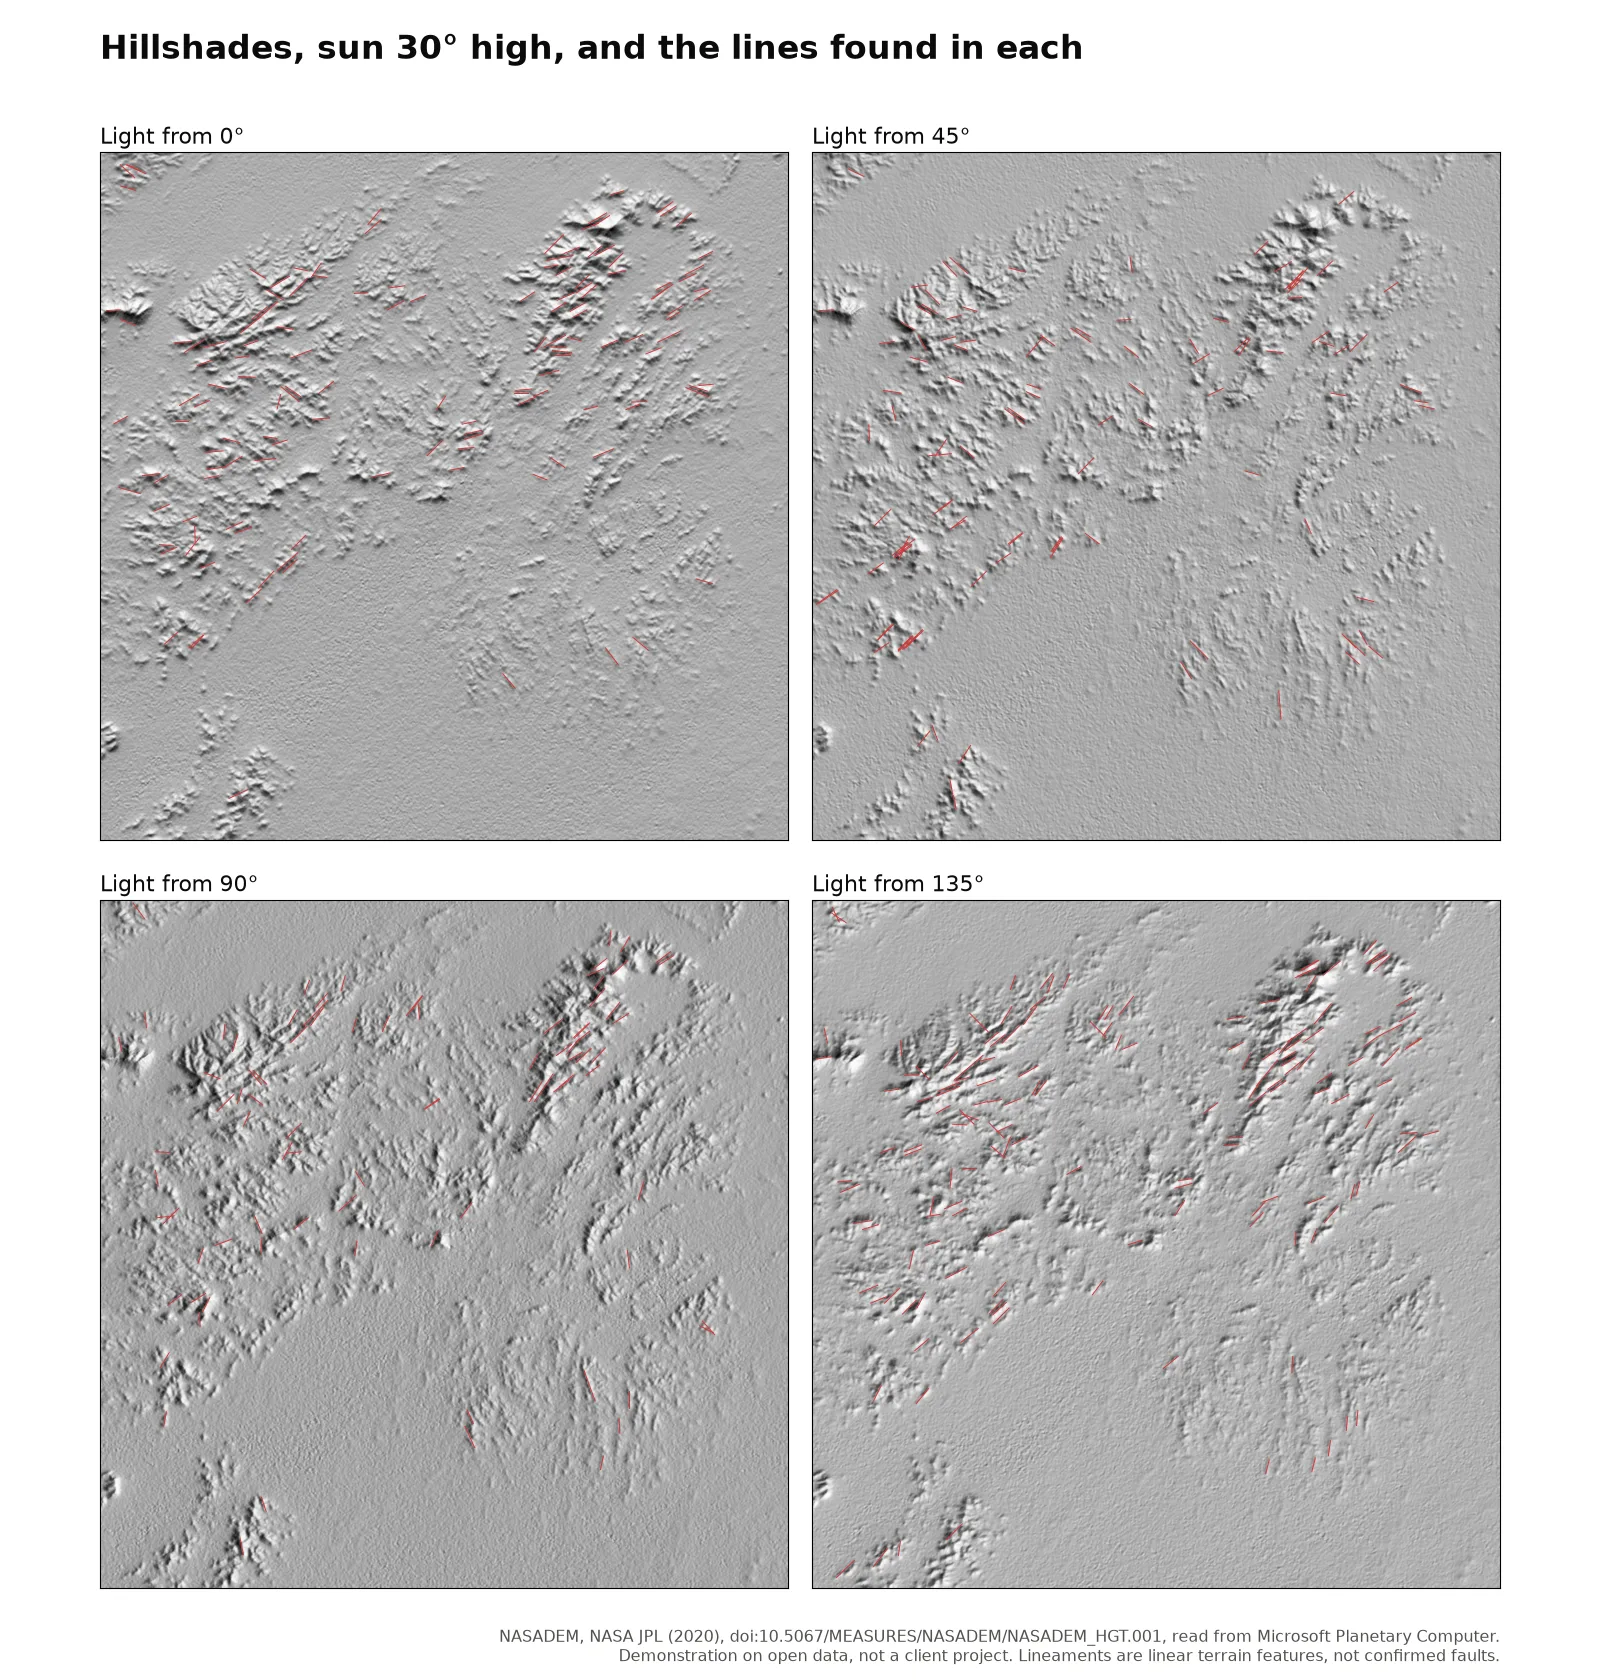 Hillshades, sun 30° high, and the lines found in each
Light from 0°
Light from 45°
Light from 90°
Light from 135°
NASADEM, NASA JPL (2020), doi:10.5067/MEASURES/NASADEM/NASADEM_HGT.001, read from Microsoft Planetary Computer.
Demonstration on open data, not a client project. Lineaments are linear terrain features, not confirmed faults.